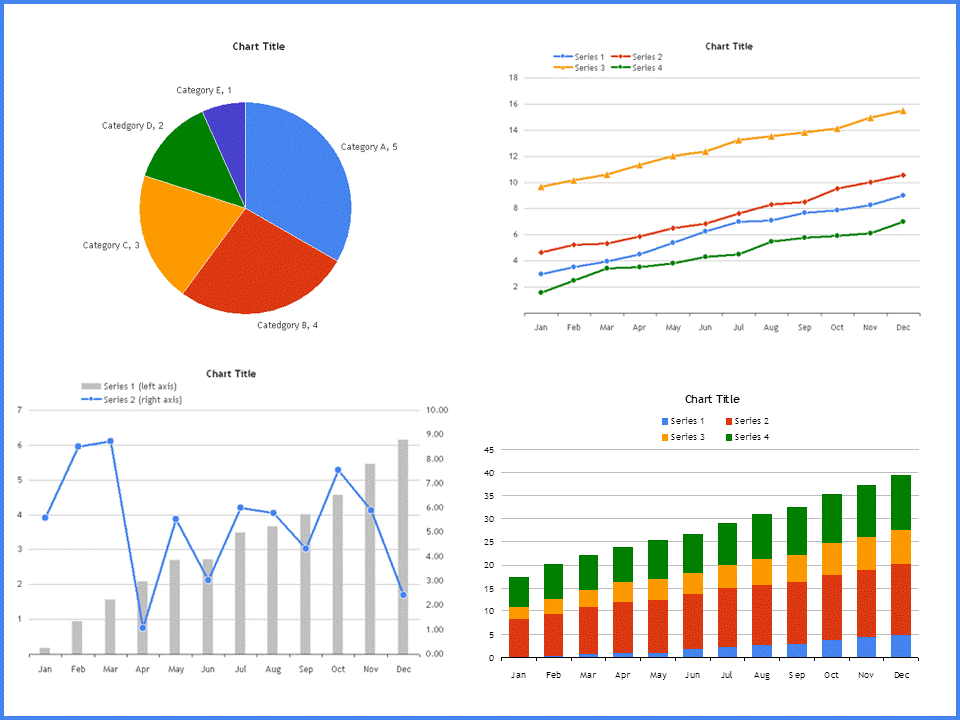 Chart Title
Category E, 1
Catedgory D, 2
Category A, 5
Category C, 3
Catedgory B, 4
Chart Title
Series 1 Series 2
Series 3 Series 4
18
16
14
12
10
8
6
4
2
Jan Feb Mar Apr May Jun Jul Aug Sep Oct Nov Dec
Chart Title
Series 1 (left axis)
Series 2 (right axis)
7 10.00
9.00
6 8.00
5 7.00
6.00
4 5.00
3 4.00
2 3.00
2.00
1 1.00
0.00
Jan Feb Mar Apr May Jun Jul Aug Sep Oct Nov Dec
Chart Title
Series 1 Series 2
Series 3 Series 4
45
40
35
30
25
20
15
10
5
0
Jan Feb Mar Apr May Jun Jul Aug Sep Oct Nov Dec